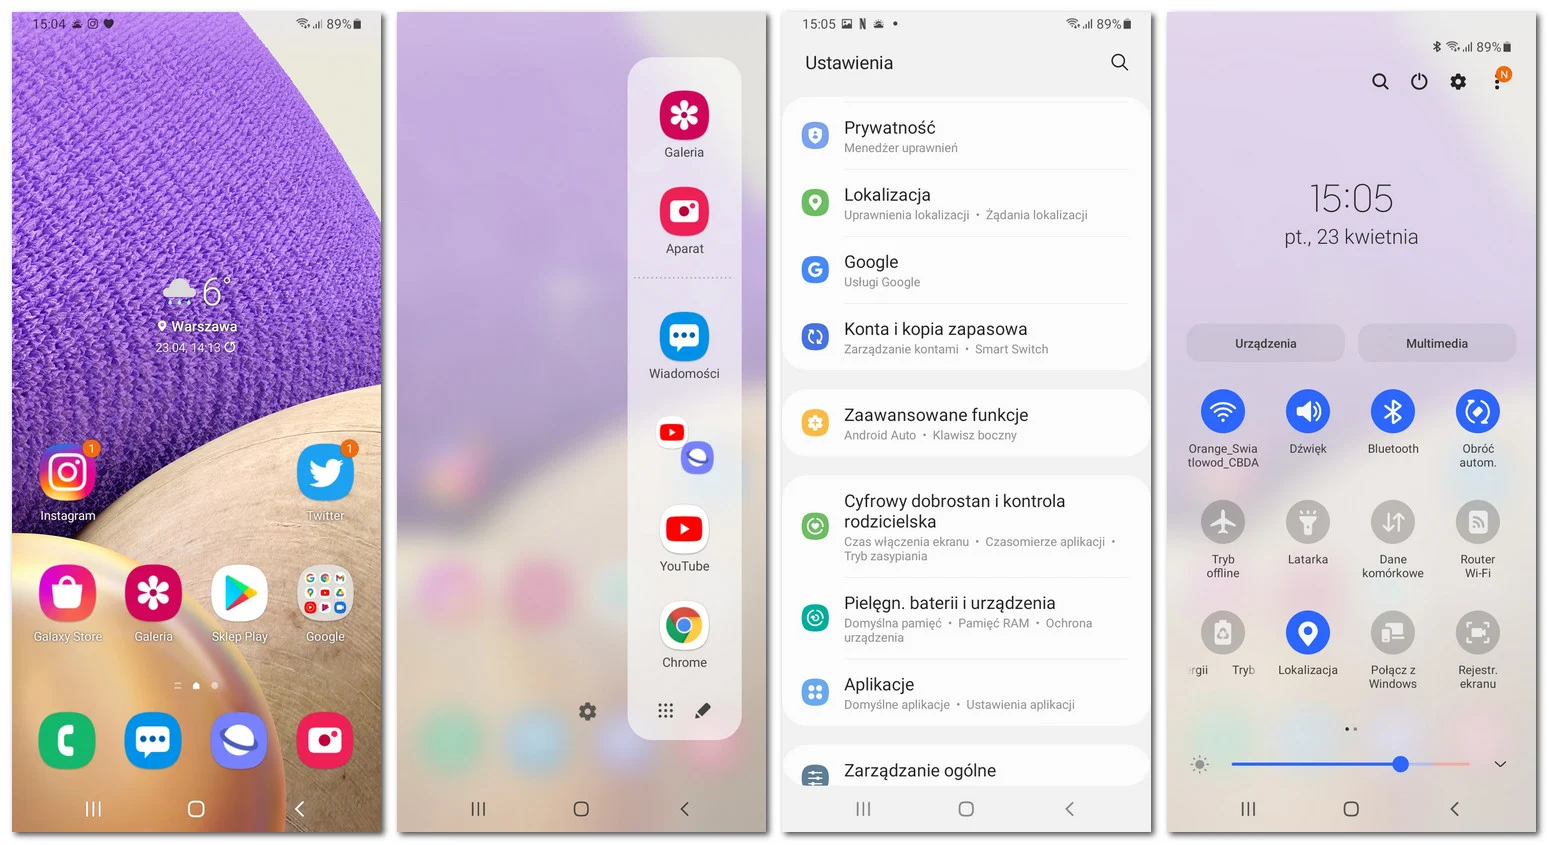 15:04
89%
6°
Warszawa
23.04, 14:13
1
1
Instagram
Twitter
Galaxy Store
Galeria
Sklep Play
Google
Galeria
Aparat
Wiadomości
YouTube
Chrome
15:05
89%
Ustawienia
Prywatność
Menedżer uprawnień
Lokalizacja
Uprawnienia lokalizacji • Żądania lokalizacji
Google
Usługi Google
Konta i kopia zapasowa
Zarządzanie kontami • Smart Switch
Zaawansowane funkcje
Android Auto • Klawisz boczny
Cyfrowy dobrostan i kontrola
rodzicielska
Czas włączenia ekranu • Czasomierze aplikacji •
Tryb zasypiania
Pielęgn. baterii i urządzenia
Domyślna pamięć • Pamięć RAM • Ochrona
urządzenia
Aplikacje
Domyślne aplikacje • Ustawienia aplikacji
Zarządzanie ogólne
89%
N
15:05
pt., 23 kwietnia
Urządzenia
Multimedia
Orange_Swia
tlowod_CBDA
Dźwięk
Bluetooth
Obróć
autom.
Tryb
offline
Latarka
Dane
komórkowe
Router
Wi-Fi
ergii Tryb
Lokalizacja
Połącz z
Windows
Rejestr.
ekranu